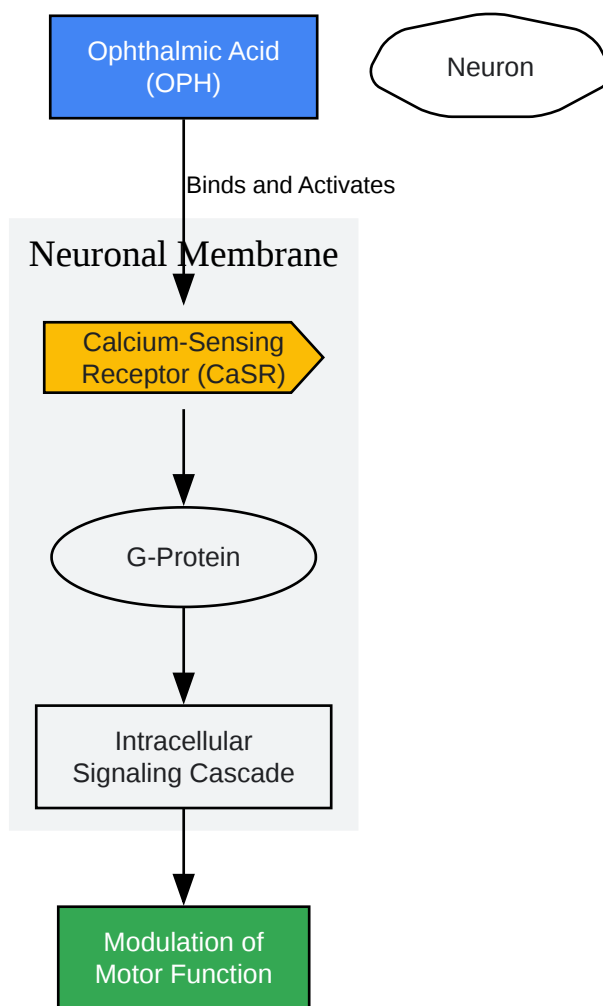 Ophthalmic Acid
(OPH)
Neuron
Binds and Activates
Neuronal Membrane
Calcium-Sensing
Receptor (CaSR)
G-Protein
Intracellular
Signaling Cascade
Modulation of
Motor Function